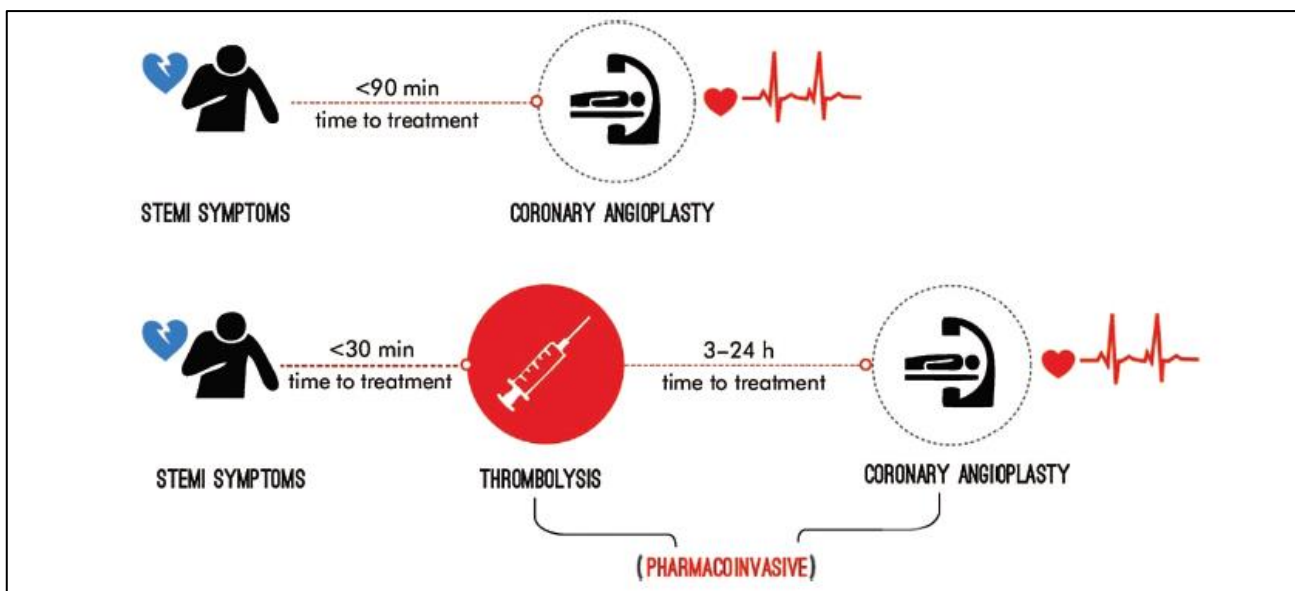 <90 min
time to treatment
STEMI SYMPTOMS
CORONARY ANGIOPLASTY
<30 min
time to treatment
3–24 h
time to treatment
STEMI SYMPTOMS
THROMBOLYSIS
CORONARY ANGIOPLASTY
(PHARMACOINVASIVE)